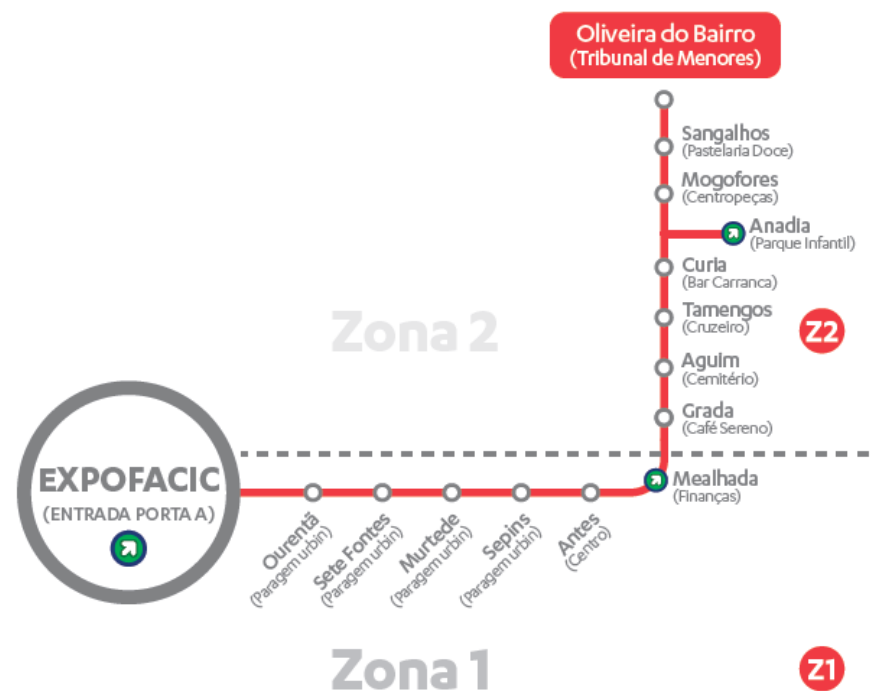 Oliveira do Bairro
(Tribunal de Menores)
Sangalhos
(Pastelaria Doce)
Mogofores
(Centropeças)
Anadia
(Parque Infantil)
Curia
(Bar Carranca)
Tamengos
(Cruzeiro)
Zona 2
Z2
Aguim
(Cemitério)
Grada
(Café Sereno)
EXPOFACIC
(ENTRADA PORTA A)
Mealhada
(Finanças)
Ourentã
(Paragem urbin)
Sete Fontes
(Paragem urbin)
Murtede
(Paragem urbin)
Sepins
(Paragem urbin)
Antes
(Centro)
Zona 1
Z1